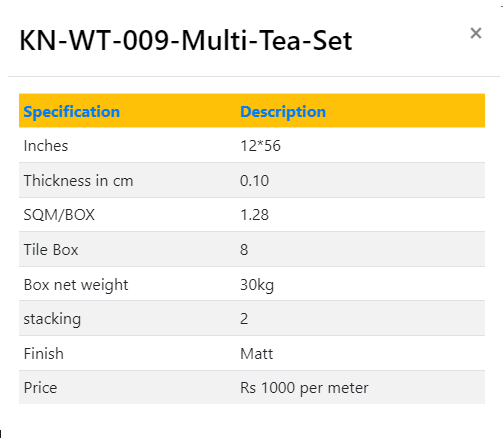 KN-WT-009-Multi-Tea-Set ×
Specification Description
Inches 12*56
Thickness in cm 0.10
SQM/BOX 1.28
Tile Box 8
Box net weight 30kg
stacking 2
Finish Matt
Price Rs 1000 per meter